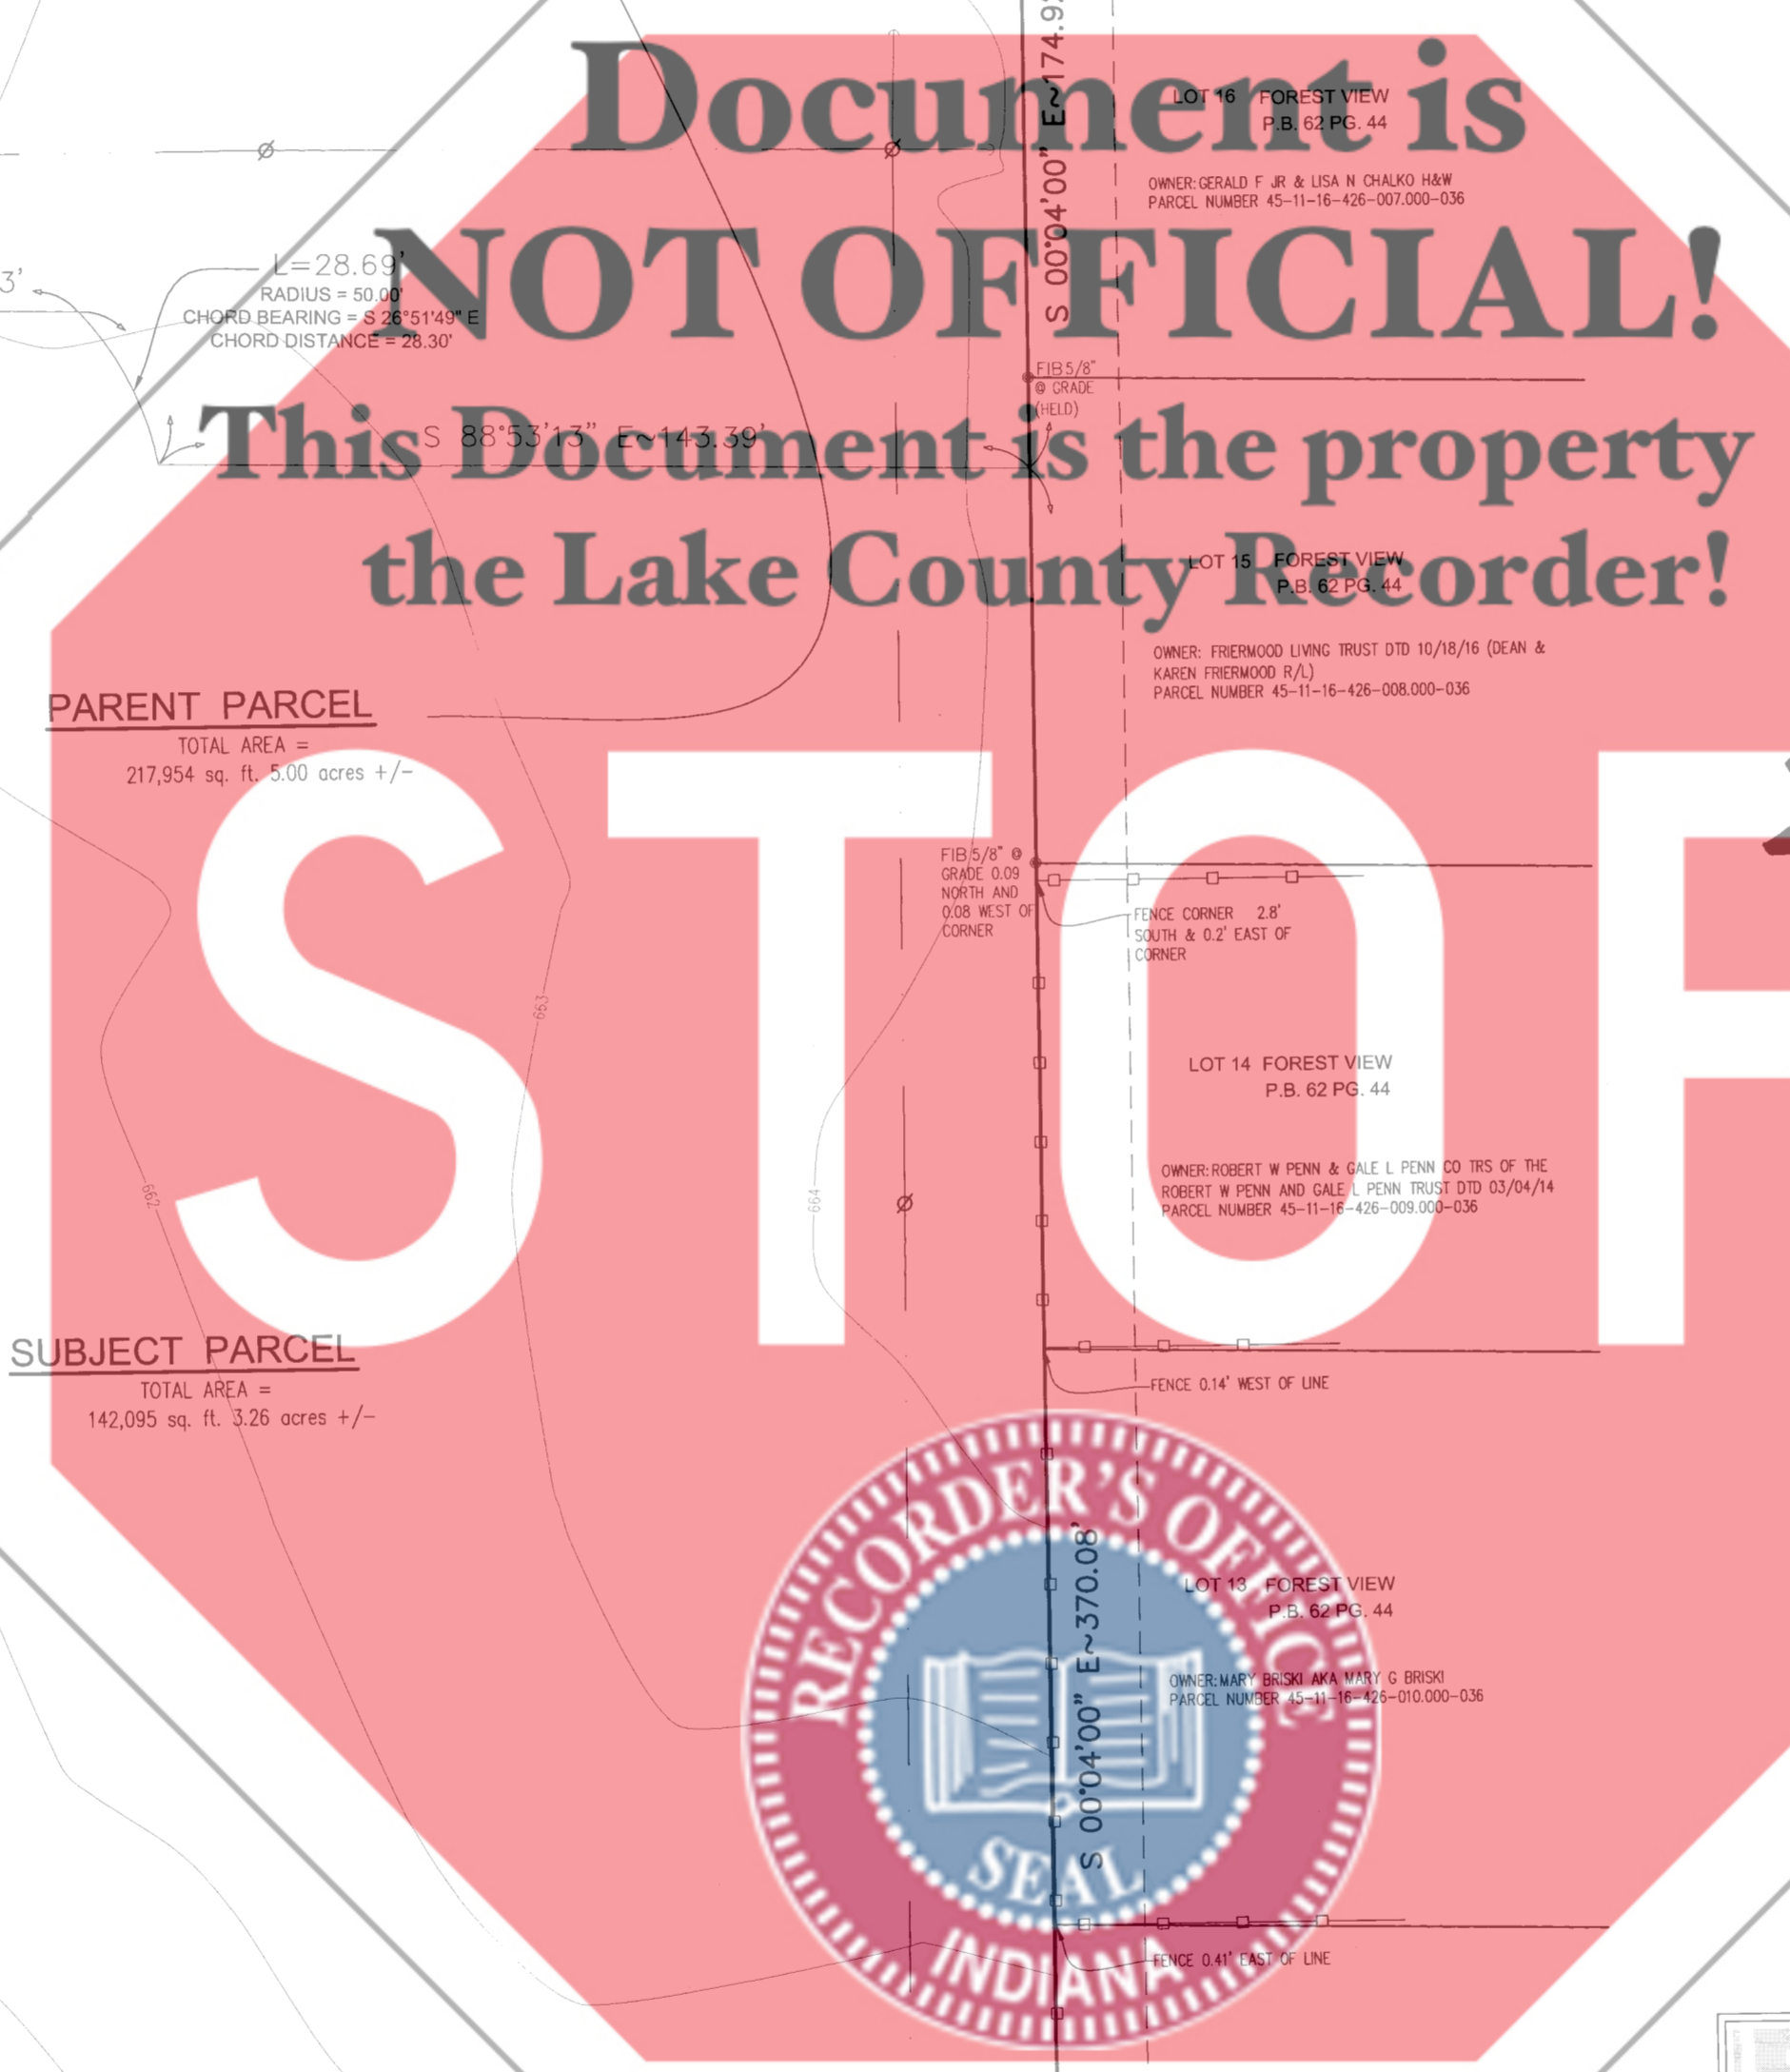 Document is
NOT OFFICIAL!
This Document is the property
the Lake County Recorder!
STOP
S 00°04'00" E~174.9
LOT 16 FOREST VIEW
P.B. 62 PG. 44
OWNER: GERALD F JR & LISA N CHALKO H&W
PARCEL NUMBER 45-11-16-426-007.000-036
3'
L=28.69'
RADIUS = 50.00'
CHORD BEARING = S 26°51'49" E
CHORD DISTANCE = 28.30'
FIB 5/8"
@ GRADE
(HELD)
S 88°53'13" E~143.39'
LOT 15 FOREST VIEW
P.B. 62 PG. 44
OWNER: FRIERMOOD LIVING TRUST DTD 10/18/16 (DEAN &
KAREN FRIERMOOD R/L)
PARCEL NUMBER 45-11-16-426-008.000-036
PARENT PARCEL
TOTAL AREA =
217,954 sq. ft. 5.00 acres +/-
FIB 5/8" @
GRADE 0.09
NORTH AND
0.08 WEST OF
CORNER
FENCE CORNER 2.8'
SOUTH & 0.2' EAST OF
CORNER
663
LOT 14 FOREST VIEW
P.B. 62 PG. 44
OWNER: ROBERT W PENN & GALE L PENN CO TRS OF THE
ROBERT W PENN AND GALE L PENN TRUST DTD 03/04/14
PARCEL NUMBER 45-11-16-426-009.000-036
662
664
SUBJECT PARCEL
TOTAL AREA =
142,095 sq. ft. 3.26 acres +/-
FENCE 0.14' WEST OF LINE
RECORDER'S OFFICE
SEAL
INDIANA
S 00°04'00" E~370.08'
LOT 13 FOREST VIEW
P.B. 62 PG. 44
OWNER: MARY BRISKI AKA MARY G BRISKI
PARCEL NUMBER 45-11-16-426-010.000-036
FENCE 0.41' EAST OF LINE